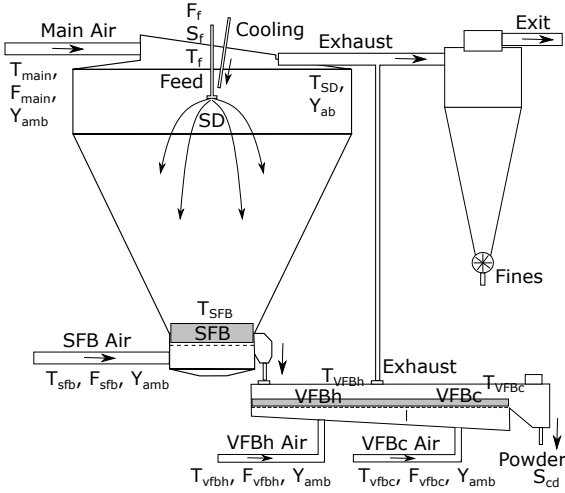 F_f
S_f
T_f
Feed
Cooling
Main Air
T_main,
F_main,
Y_amb
Exhaust
Exit
T_SD,
Y_ab
SD
Fines
T_SFB
SFB
SFB Air
T_sfb, F_sfb, Y_amb
Exhaust
T_VFBh
T_VFBc
VFBh
VFBc
VFBh Air
T_vfbh, F_vfbh, Y_amb
VFBc Air
T_vfbc, F_vfbc, Y_amb
Powder
S_cd